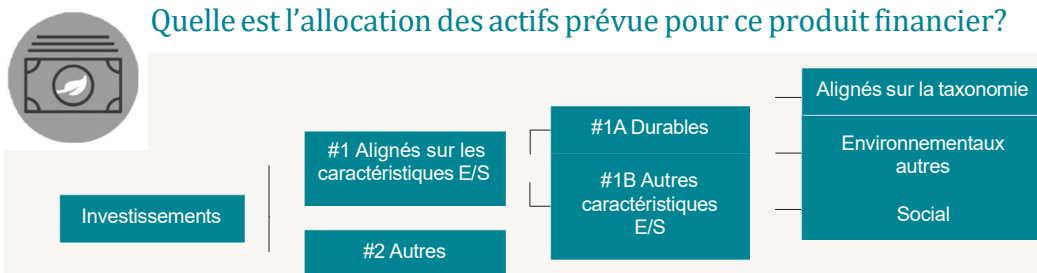 Quelle est l’allocation des actifs prévue pour ce produit financier?
Investissements
#1 Alignés sur les
caractéristiques E/S
#2 Autres
#1A Durables
#1B Autres
caractéristiques
E/S
Alignés sur la taxonomie
Environnementaux
autres
Social